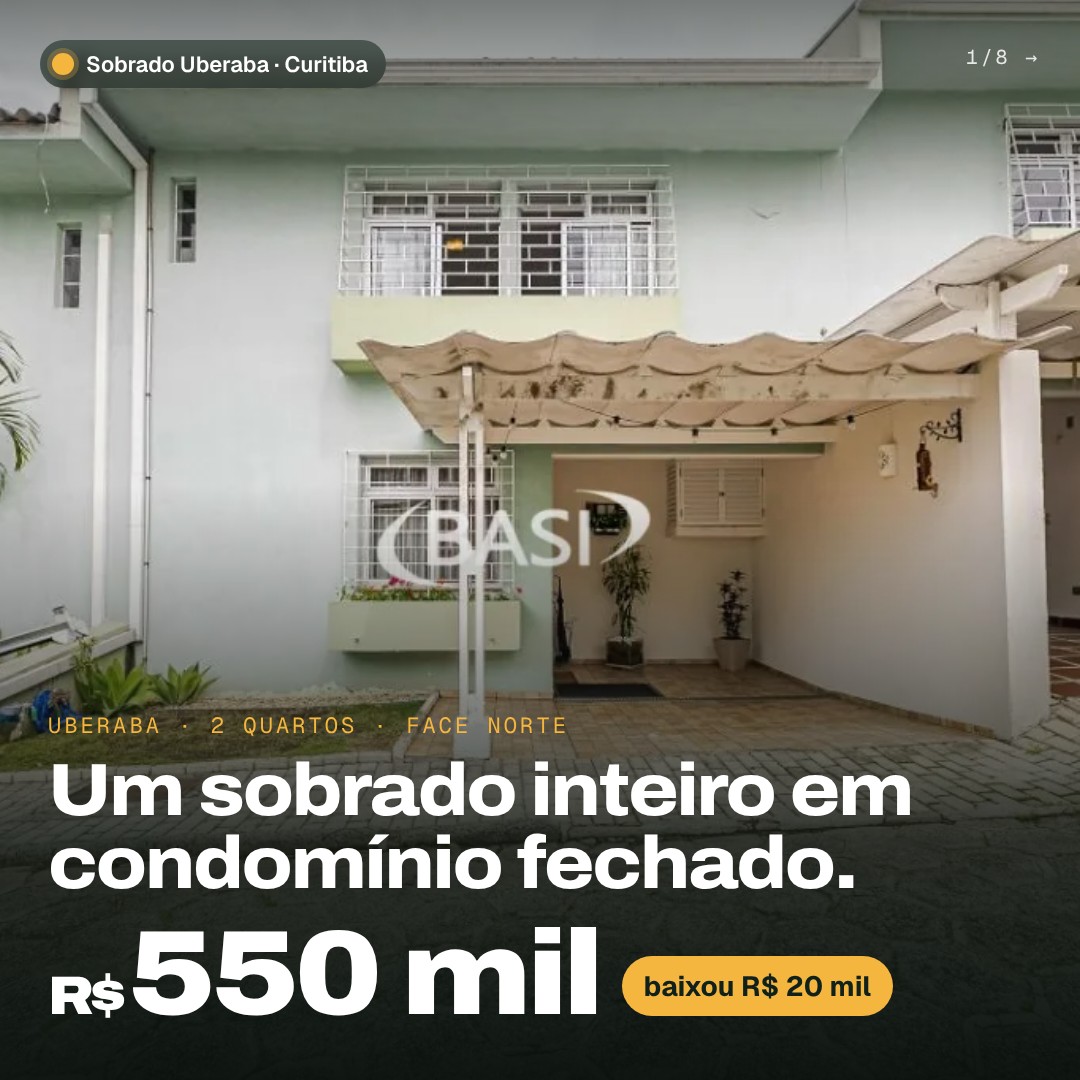 Sobrado Uberaba · Curitiba
1/8 →
BASI
UBERABA · 2 QUARTOS · FACE NORTE
Um sobrado inteiro em
condomínio fechado.
R$ 550 mil
baixou R$ 20 mil